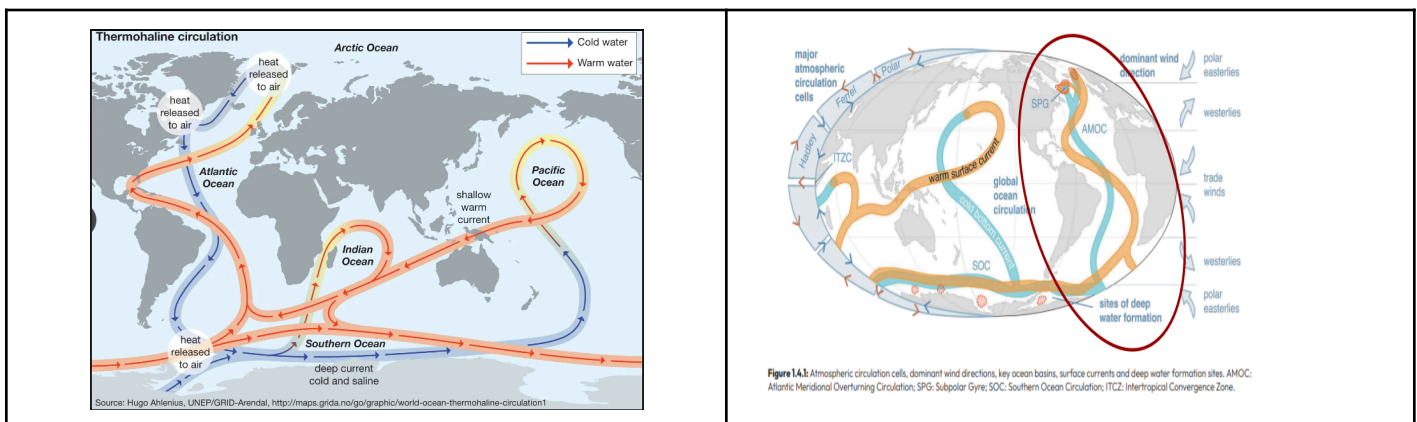 Thermohaline circulation
Arctic Ocean
Cold water
Warm water
heat
released
to air
heat
released
to air
Atlantic
Ocean
Pacific
Ocean
shallow
warm
current
Indian
Ocean
heat
released
to air
Southern Ocean
deep current
cold and saline
Source: Hugo Ahlenius, UNEP/GRID-Arendal, http://maps.grida.no/go/graphic/world-ocean-thermohaline-circulation1
major
atmospheric
circulation
cells
Polar
Ferrel
Hadley
ITZC
dominant wind
direction
polar
easterlies
SPG
westerlies
AMOC
warm surface current
global
ocean
circulation
trade
winds
cold bottom current
SOC
westerlies
sites of deep
water formation
polar
easterlies
Figure 1.4.1: Atmospheric circulation cells, dominant wind directions, key ocean basins, surface currents and deep water formation sites. AMOC:
Atlantic Meridional Overturning Circulation; SPG: Subpolar Gyre; SOC: Southern Ocean Circulation; ITCZ: Intertropical Convergence Zone.